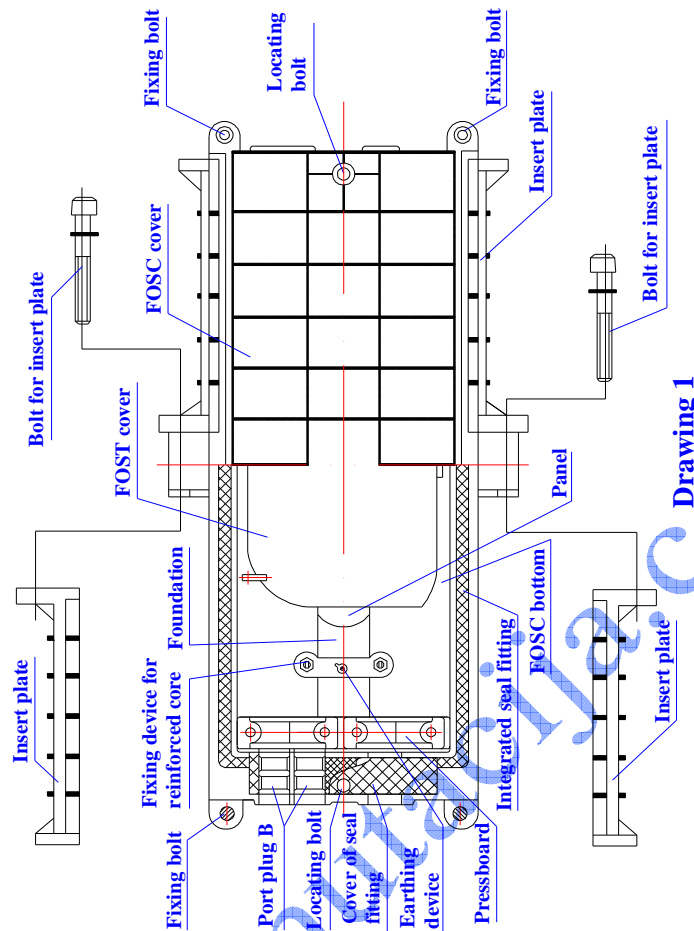 Insert plate
Bolt for insert plate
FOST cover
FOSC cover
Fixing bolt
Fixing device for
reinforced core
Foundation
Fixing bolt
Locating
bolt
Port plug B
Locating bolt
Cover of seal
fitting
Earthing
device
Pressboard
Integrated seal fitting
FOSC bottom
Panel
Fixing bolt
Insert plate
Insert plate
Bolt for insert plate
Drawing 1
utacija.c